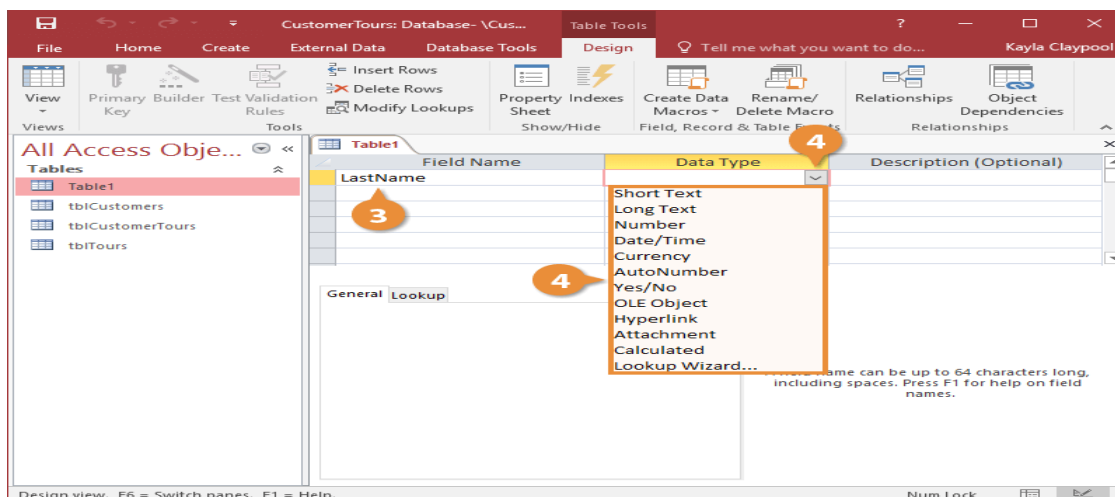 CustomerTours: Database- \Cus... Table Tools ?
File Home Create External Data Database Tools Design Tell me what you want to do... Kayla Claypool
View Primary Key Builder Test Validation Rules Insert Rows Delete Rows Modify Lookups Property Sheet Indexes Create Data Macros Rename/ Delete Macro Relationships Object Dependencies
Views Tools Show/Hide Field, Record & Table Events Relationships
All Access Obje... «
Tables
Table1
tblCustomers
tblCustomerTours
tblTours
Table1
4
Field Name Data Type Description (Optional)
LastName
3
Short Text
Long Text
Number
Date/Time
Currency
AutoNumber
4
Yes/No
OLE Object
Hyperlink
Attachment
Calculated
Lookup Wizard...
General Lookup
name can be up to 64 characters long,
including spaces. Press F1 for help on field
names.
Design view. F6 = Switch panes. F1 = Help. Num Lock